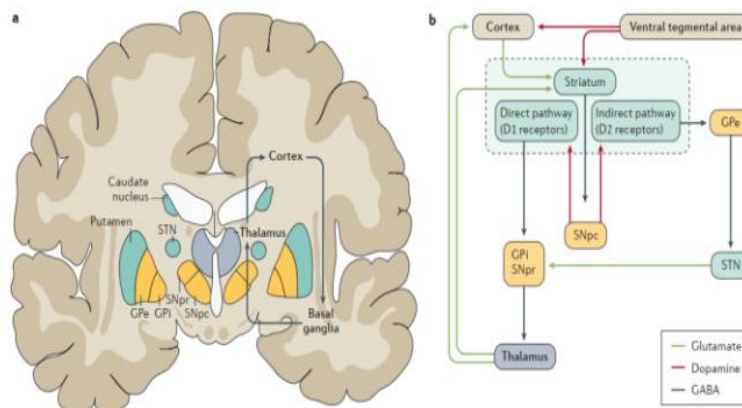 a
Cortex
Caudate
nucleus
Putamen
STN
Thalamus
SNpr
GPe
GPi
SNpc
Basal
ganglia
b
Cortex
Ventral tegmental area
Striatum
Direct pathway
(D1 receptors)
Indirect pathway
(D2 receptors)
GPe
SNpc
GPi
SNpr
STN
Thalamus
Glutamate
Dopamine
GABA